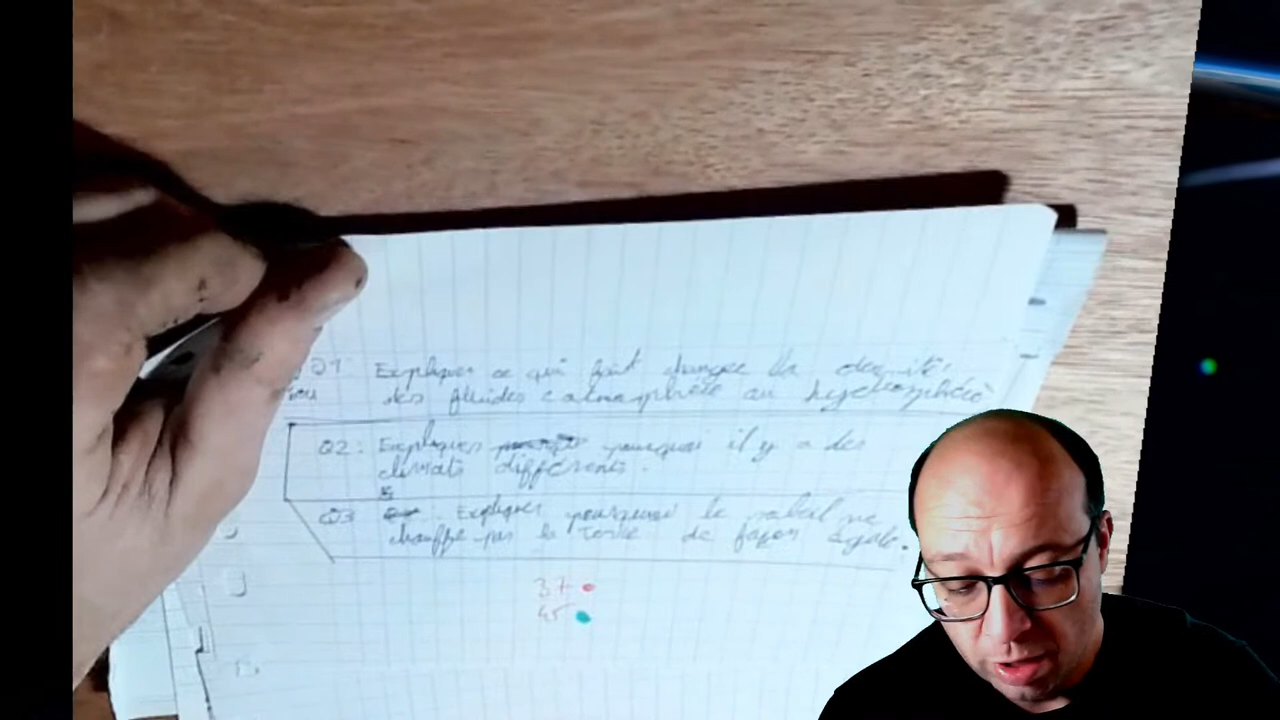 Q1 Expliquer ce qui fait changer la densité
des fluides (atmosphère ou hydrosphère
Q2 : Expliquer pourquoi il y a des
climats différents.
Q3 Expliquer pourquoi le soleil ne
chauffe pas la Terre de façon égale.
37
45